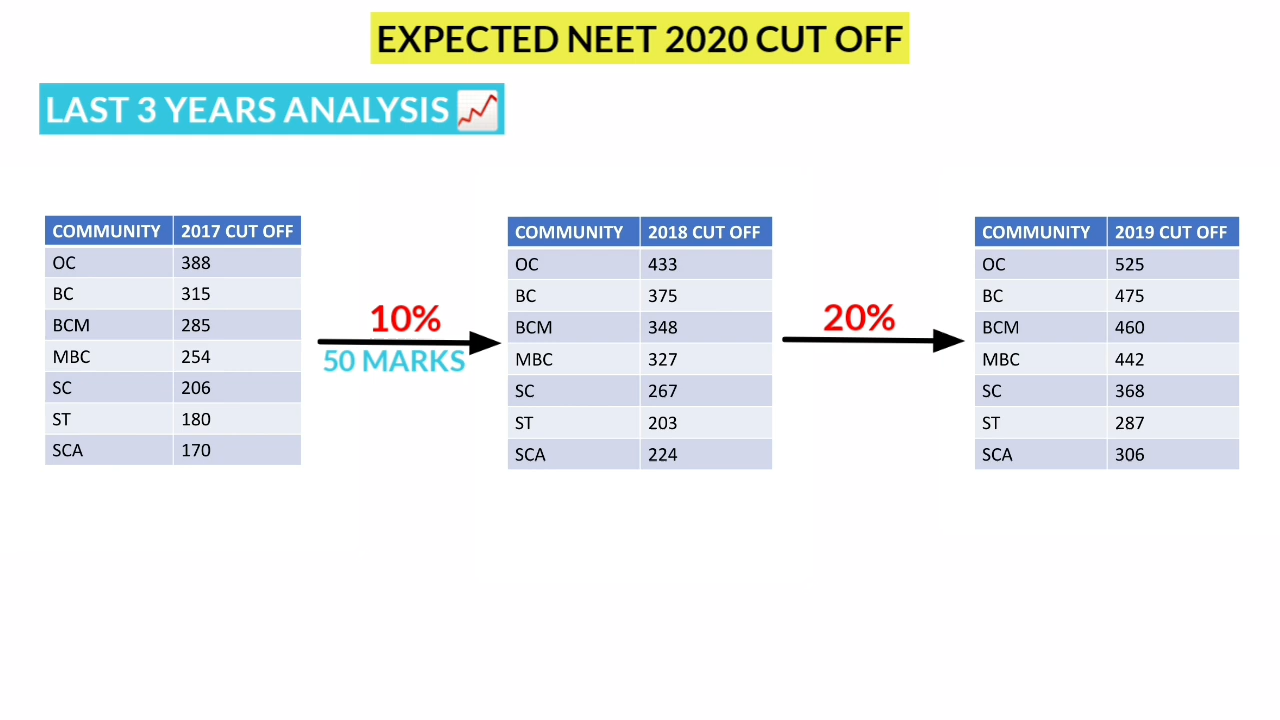 EXPECTED NEET 2020 CUT OFF
LAST 3 YEARS ANALYSIS
COMMUNITY 2017 CUT OFF
OC 388
BC 315
BCM 285
MBC 254
SC 206
ST 180
SCA 170
10%
50 MARKS
COMMUNITY 2018 CUT OFF
OC 433
BC 375
BCM 348
MBC 327
SC 267
ST 203
SCA 224
20%
COMMUNITY 2019 CUT OFF
OC 525
BC 475
BCM 460
MBC 442
SC 368
ST 287
SCA 306